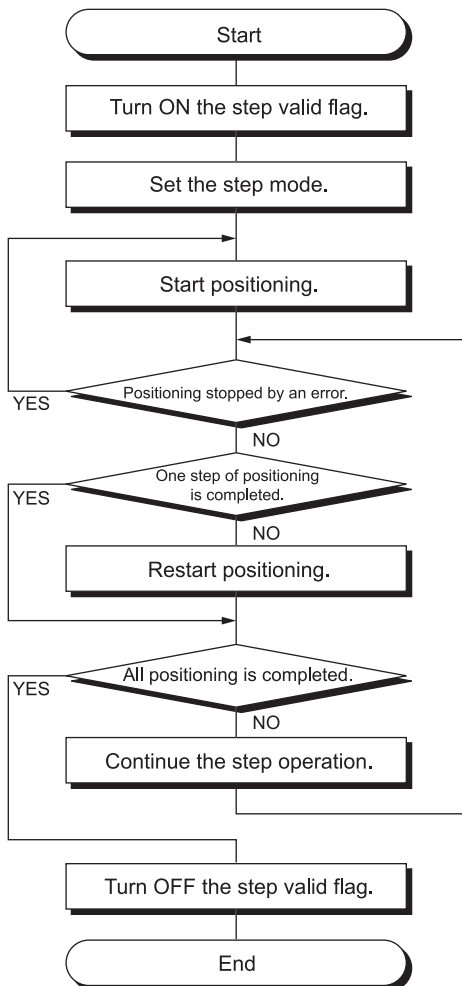 Start
Turn ON the step valid flag.
Set the step mode.
Start positioning.
Positioning stopped by an error.
YES
NO
One step of positioning
is completed.
YES
NO
Restart positioning.
All positioning is completed.
YES
NO
Continue the step operation.
Turn OFF the step valid flag.
End